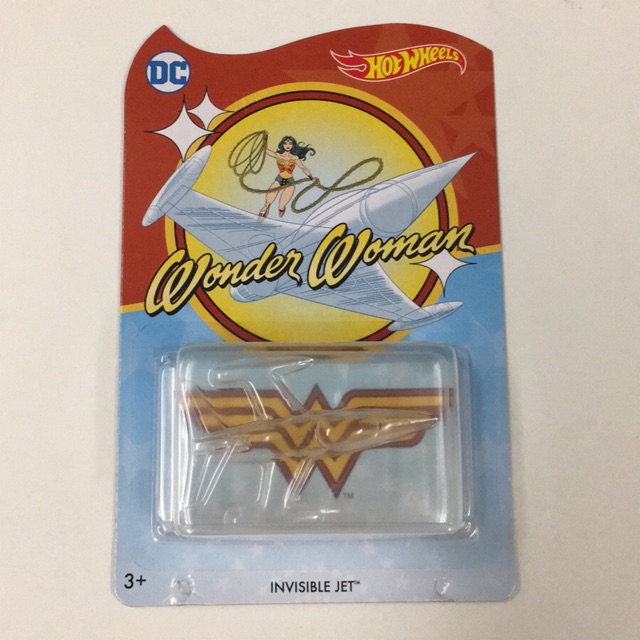 DC
HOT WHEELS
Wonder Woman
TM
3+
INVISIBLE JET™